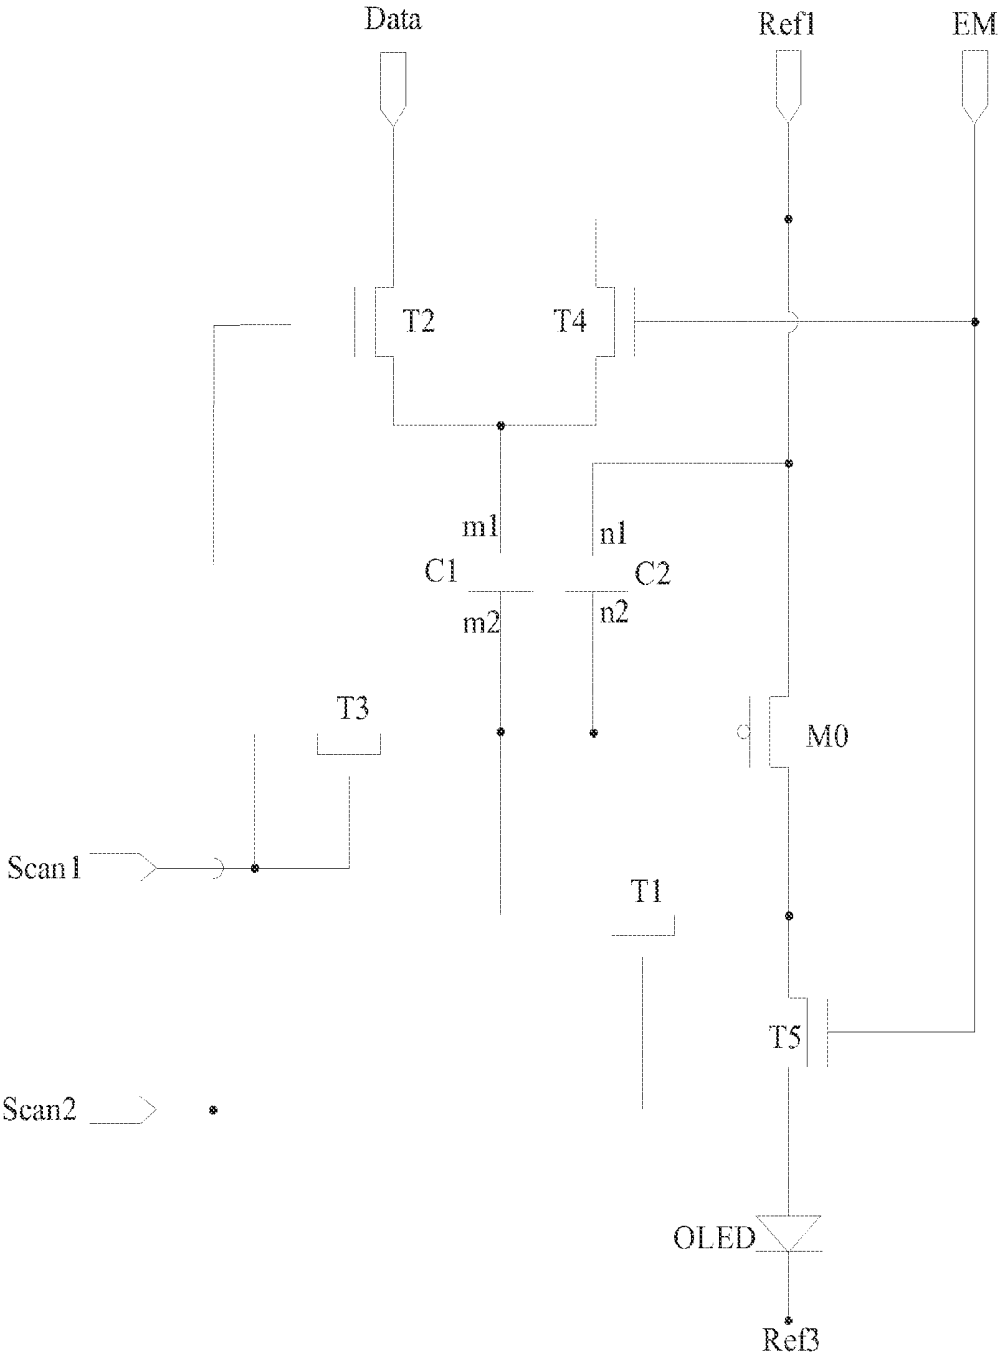 Data
Ref1
EM
T2
T4
m1
n1
C1
C2
m2
n2
T3
M0
Scan1
T1
T5
Scan2
OLED
Ref3